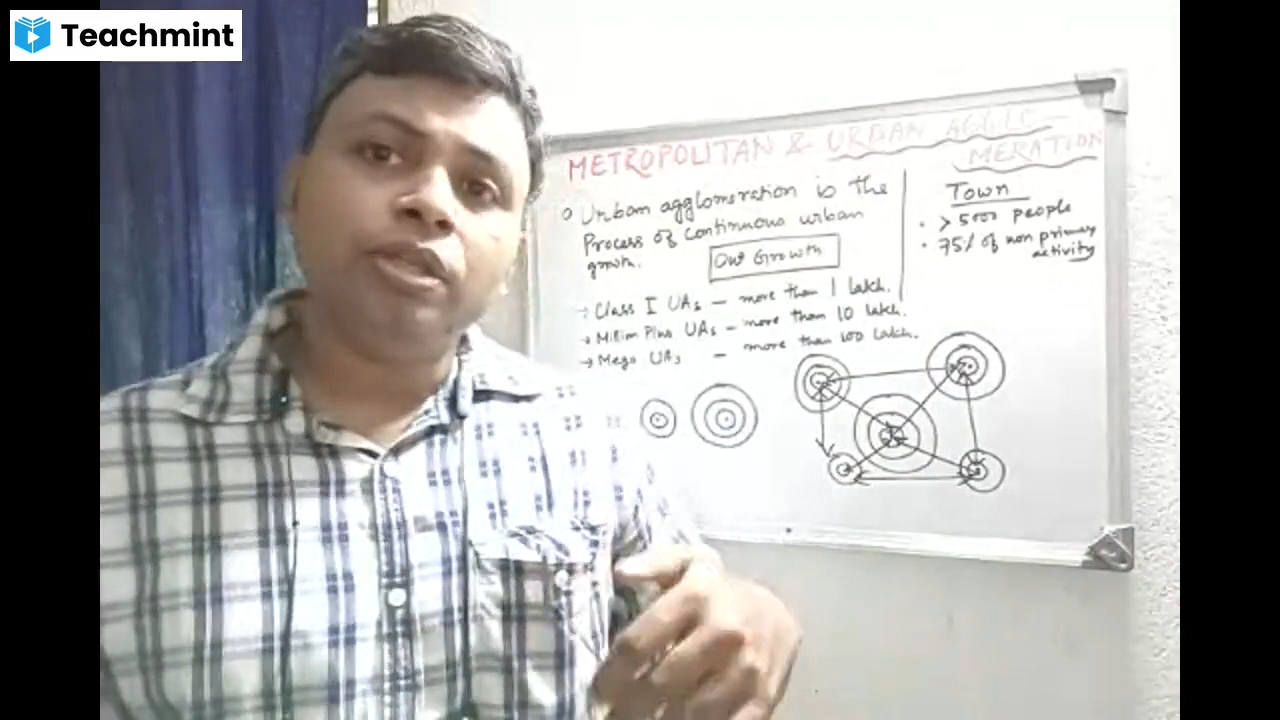 Teachmint
METROPOLITAN & URBAN AGGLO-
MERATION
Urban agglomeration is the
Process of continuous urban
growth.
Out Growth
→ Class I UAs – more than 1 lakh.
→ Millim Plus UAs – more than 10 lakh.
→ Mega UAs – more than 100 lakh.
Town
• > 5000 people
• 75% of non primary
activity